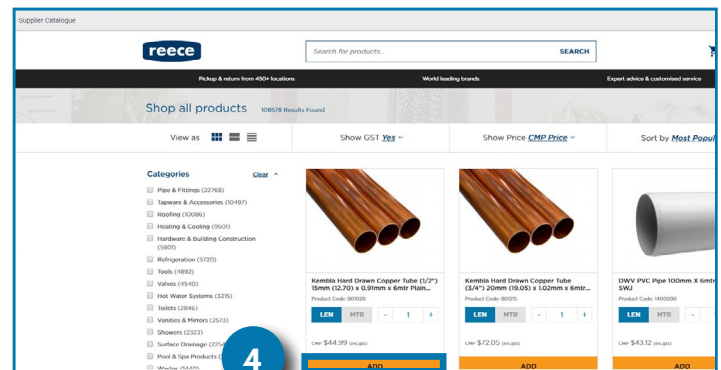 Supplier Catalogue
reece
Search for products...
SEARCH
Pickup & return from 450+ locations
World leading brands
Expert advice & customised service
Shop all products 108578 Results Found
View as
Show GST Yes
Show Price CMP Price
Sort by Most Popul
Categories
Clear
Pipe & Fittings (22768)
Tapware & Accessories (10497)
Roofing (10086)
Heating & Cooling (9501)
Hardware & Building Construction
(5801)
Refrigeration (5720)
Tools (4892)
Valves (4540)
Hot Water Systems (3215)
Toilets (2846)
Vanities & Mirrors (2573)
Showers (2323)
Surface Drainage (2254
Pool & Spa Products (
Wastes (1440)
4
Kembla Hard Drawn Copper Tube (1/2")
15mm (12.70) x 0.91mm x 6mtr Plain...
Product Code: 801020
LEN MTR - 1 +
CMP $44.99 (inc.gst)
ADD
Kembla Hard Drawn Copper Tube
(3/4") 20mm (19.05) x 1.02mm x 6mtr...
Product Code: 801215
LEN MTR - 1 +
CMP $72.05 (inc.gst)
ADD
DWV PVC Pipe 100mm X 6mtr
SWJ
Product Code: 1400200
LEN MTR - 1
CMP $43.12 (inc.gst)
ADD